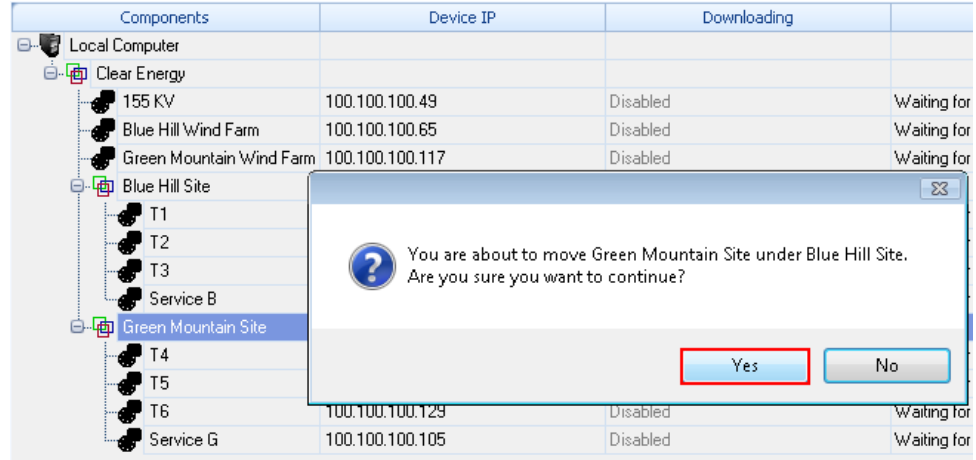 Components Device IP Downloading
Local Computer
Clear Energy
155 KV 100.100.100.49 Disabled Waiting for
Blue Hill Wind Farm 100.100.100.65 Disabled Waiting for
Green Mountain Wind Farm 100.100.100.117 Disabled Waiting for
Blue Hill Site
T1
T2
T3
Service B
Green Mountain Site
T4
T5
T6 100.100.100.129 Disabled Waiting for
Service G 100.100.100.105 Disabled Waiting for
You are about to move Green Mountain Site under Blue Hill Site.
Are you sure you want to continue?
Yes No